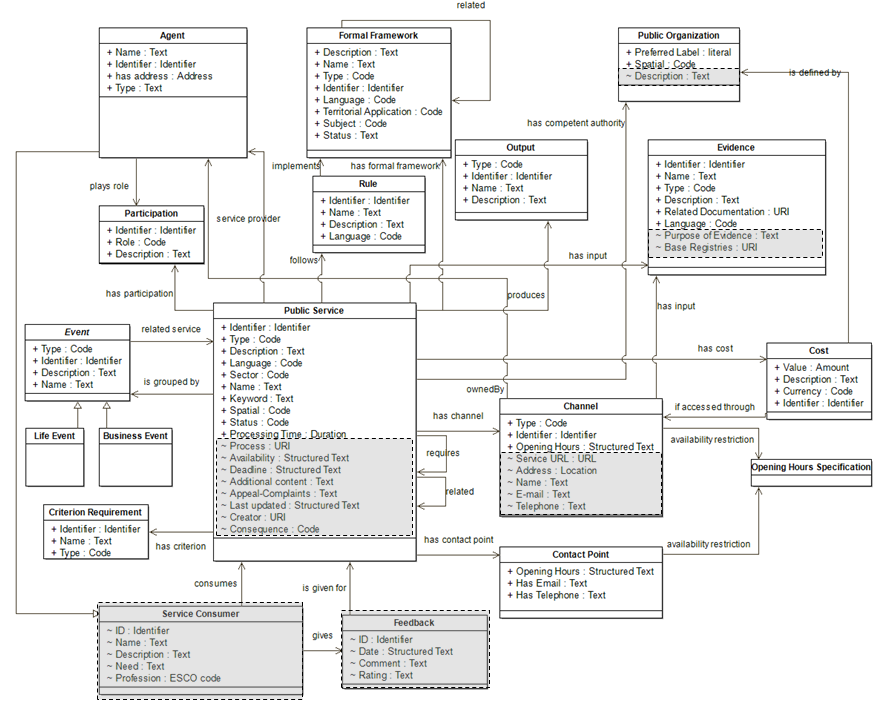 related
Agent
+ Name : Text
+ Identifier : Identifier
+ has address : Address
+ Type : Text
Formal Framework
+ Description : Text
+ Name : Text
+ Type : Code
+ Identifier : Identifier
+ Language : Code
+ Territorial Application : Code
+ Subject : Code
+ Status : Text
Public Organization
+ Preferred Label : literal
+ Spatial : Code
~ Description : Text
is defined by
has competent authority
implements
has formal framework
Output
+ Type : Code
+ Identifier : Identifier
+ Name : Text
+ Description : Text
Evidence
+ Identifier : Identifier
+ Name : Text
+ Type : Code
+ Description : Text
+ Related Documentation : URI
+ Language : Code
~ Purpose of Evidence : Text
~ Base Registries : URI
plays role
Participation
+ Identifier : Identifier
+ Role : Code
+ Description : Text
service provider
Rule
+ Identifier : Identifier
+ Name : Text
+ Description : Text
+ Language : Code
follows
has input
has participation
produces
has input
Public Service
+ Identifier : Identifier
+ Type : Code
+ Description : Text
+ Language : Code
+ Sector : Code
+ Name : Text
+ Keyword : Text
+ Spatial : Code
+ Status : Code
+ Processing Time : Duration
~ Process : URI
~ Availability : Structured Text
~ Deadline : Structured Text
~ Additional content : Text
~ Appeal-Complaints : Text
~ Last updated : Structured Text
~ Creator : URI
~ Consequence : Code
Event
+ Type : Code
+ Identifier : Identifier
+ Description : Text
+ Name : Text
related service
is grouped by
Life Event
Business Event
has cost
Cost
+ Value : Amount
+ Description : Text
+ Currency : Code
+ Identifier : Identifier
ownedBy
has channel
Channel
+ Type : Code
+ Identifier : Identifier
+ Opening Hours : Structured Text
~ Service URL : URL
~ Address : Location
~ Name : Text
~ E-mail : Text
~ Telephone : Text
if accessed through
availability restriction
requires
related
Opening Hours Specification
Criterion Requirement
+ Identifier : Identifier
+ Name : Text
+ Type : Code
has criterion
has contact point
availability restriction
Contact Point
+ Opening Hours : Structured Text
+ Has Email : Text
+ Has Telephone : Text
consumes
is given for
Service Consumer
~ ID : Identifier
~ Name : Text
~ Description : Text
~ Need : Text
~ Profession : ESCO code
gives
Feedback
~ ID : Identifier
~ Date : Structured Text
~ Comment : Text
~ Rating : Text